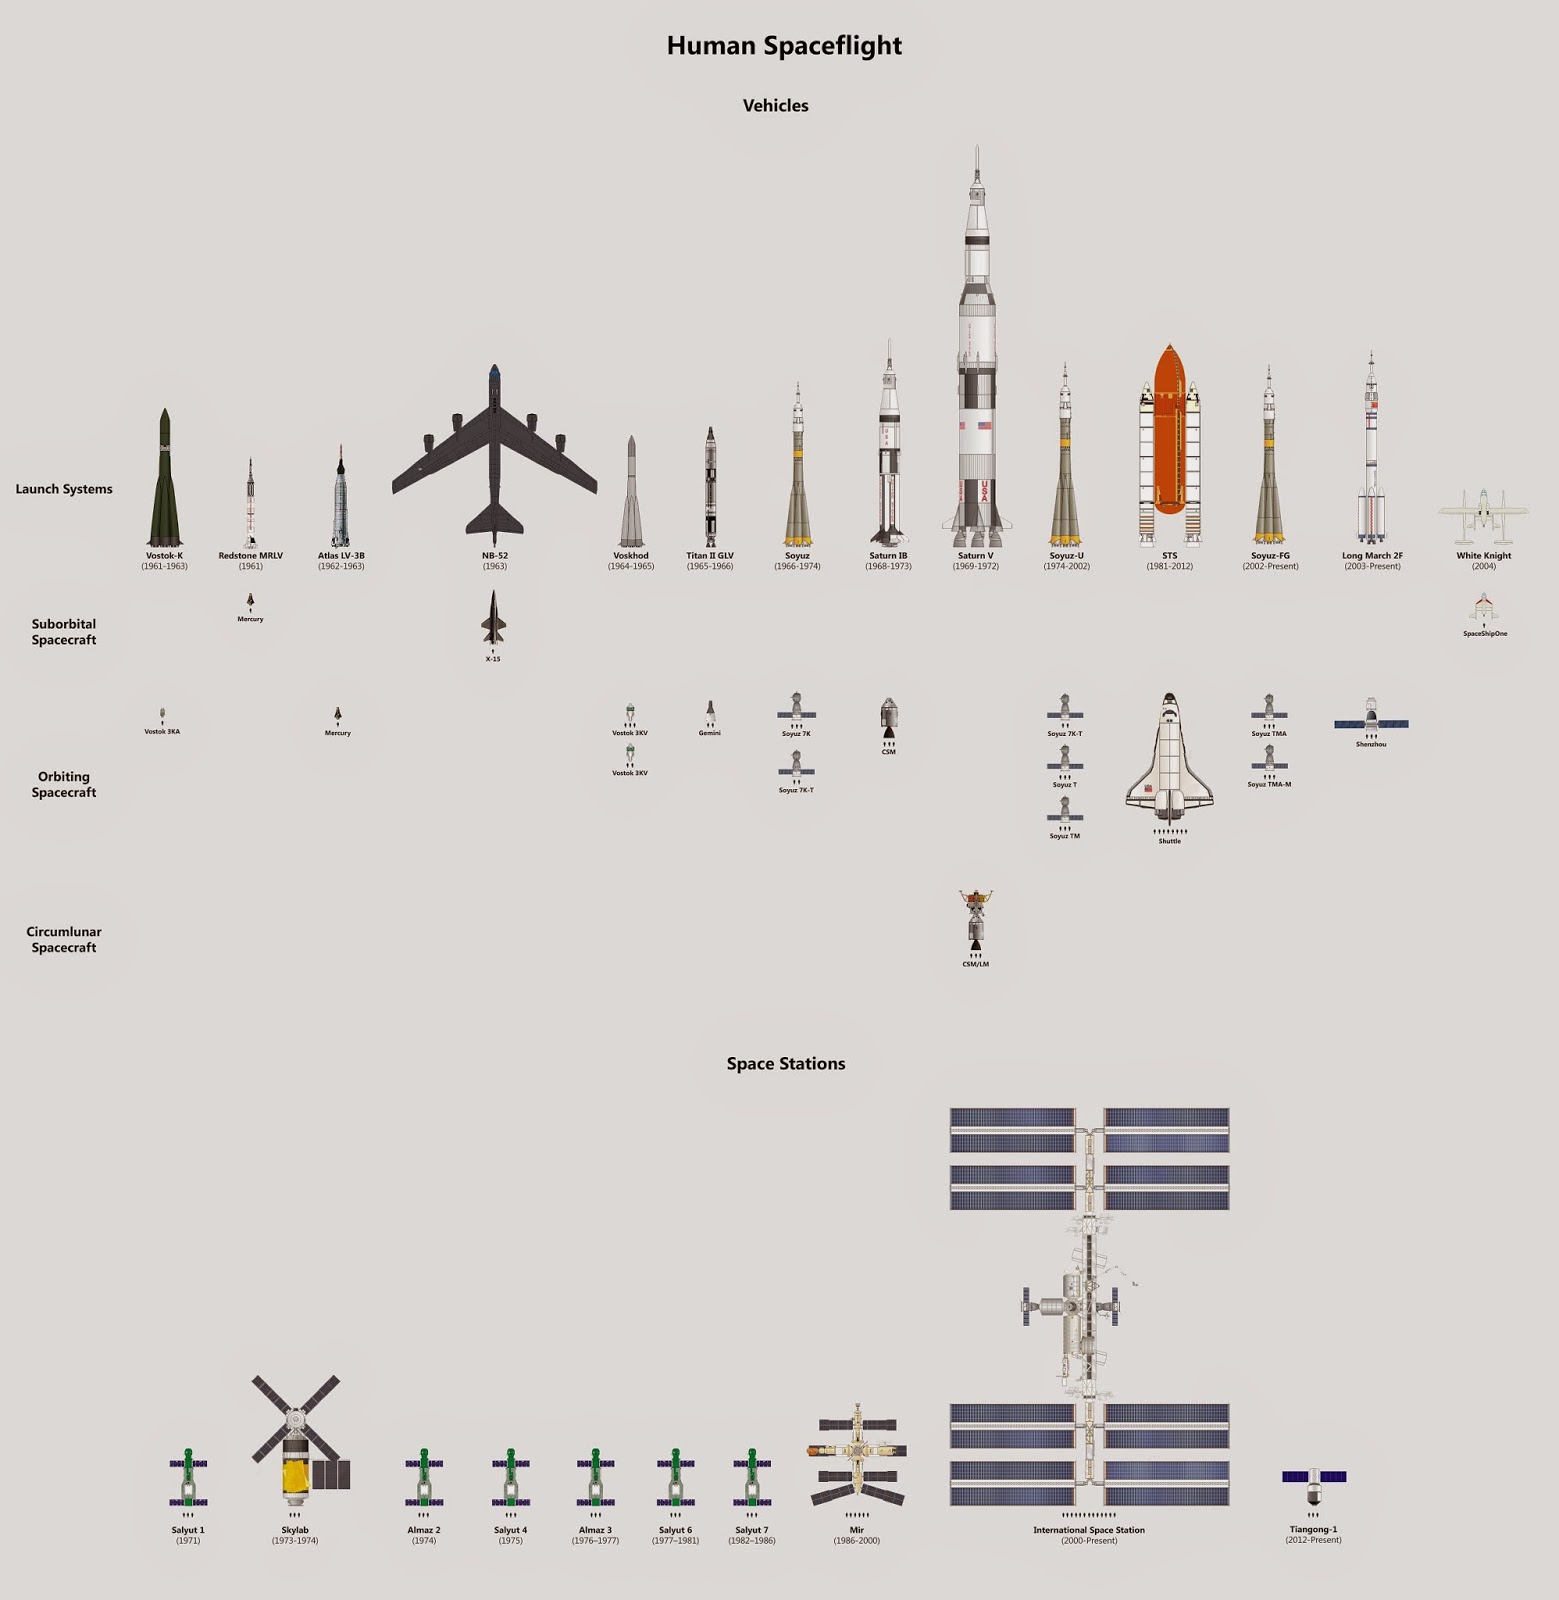 Human Spaceflight
Vehicles
Launch Systems
Vostok-K
(1961-1963)
Redstone MRLV
(1961)
Atlas LV-3B
(1962-1963)
NB-52
(1963)
Voskhod
(1964-1965)
Titan II GLV
(1965-1966)
Soyuz
(1966-1974)
Saturn IB
(1968-1973)
Saturn V
(1969-1972)
Soyuz-U
(1974-2002)
STS
(1981-2012)
Soyuz-FG
(2002-Present)
Long March 2F
(2003-Present)
White Knight
(2004)
USA
Suborbital
Spacecraft
Mercury
X-15
SpaceShipOne
Orbiting
Spacecraft
Vostok 3KA
Mercury
Vostok 3KV
Vostok 3KV
Gemini
Soyuz 7K
Soyuz 7K-T
CSM
Soyuz 7K-T
Soyuz T
Soyuz TM
Shuttle
Soyuz TMA
Soyuz TMA-M
Shenzhou
Circumlunar
Spacecraft
CSM/LM
Space Stations
Salyut 1
(1971)
Skylab
(1973-1974)
Almaz 2
(1974)
Salyut 4
(1975)
Almaz 3
(1976–1977)
Salyut 6
(1977–1981)
Salyut 7
(1982–1986)
Mir
(1986-2000)
International Space Station
(2000-Present)
Tiangong-1
(2012-Present)